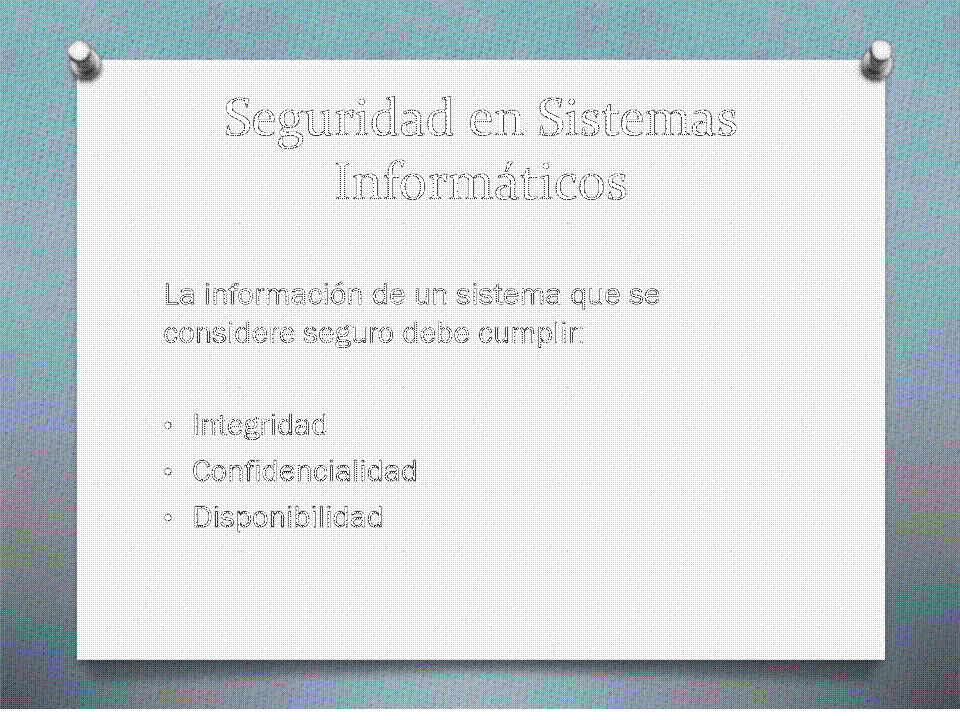 Seguridad en Sistemas
Informáticos
La información de un sistema que se
considere seguro debe cumplir:
• Integridad
• Confidencialidad
• Disponibilidad